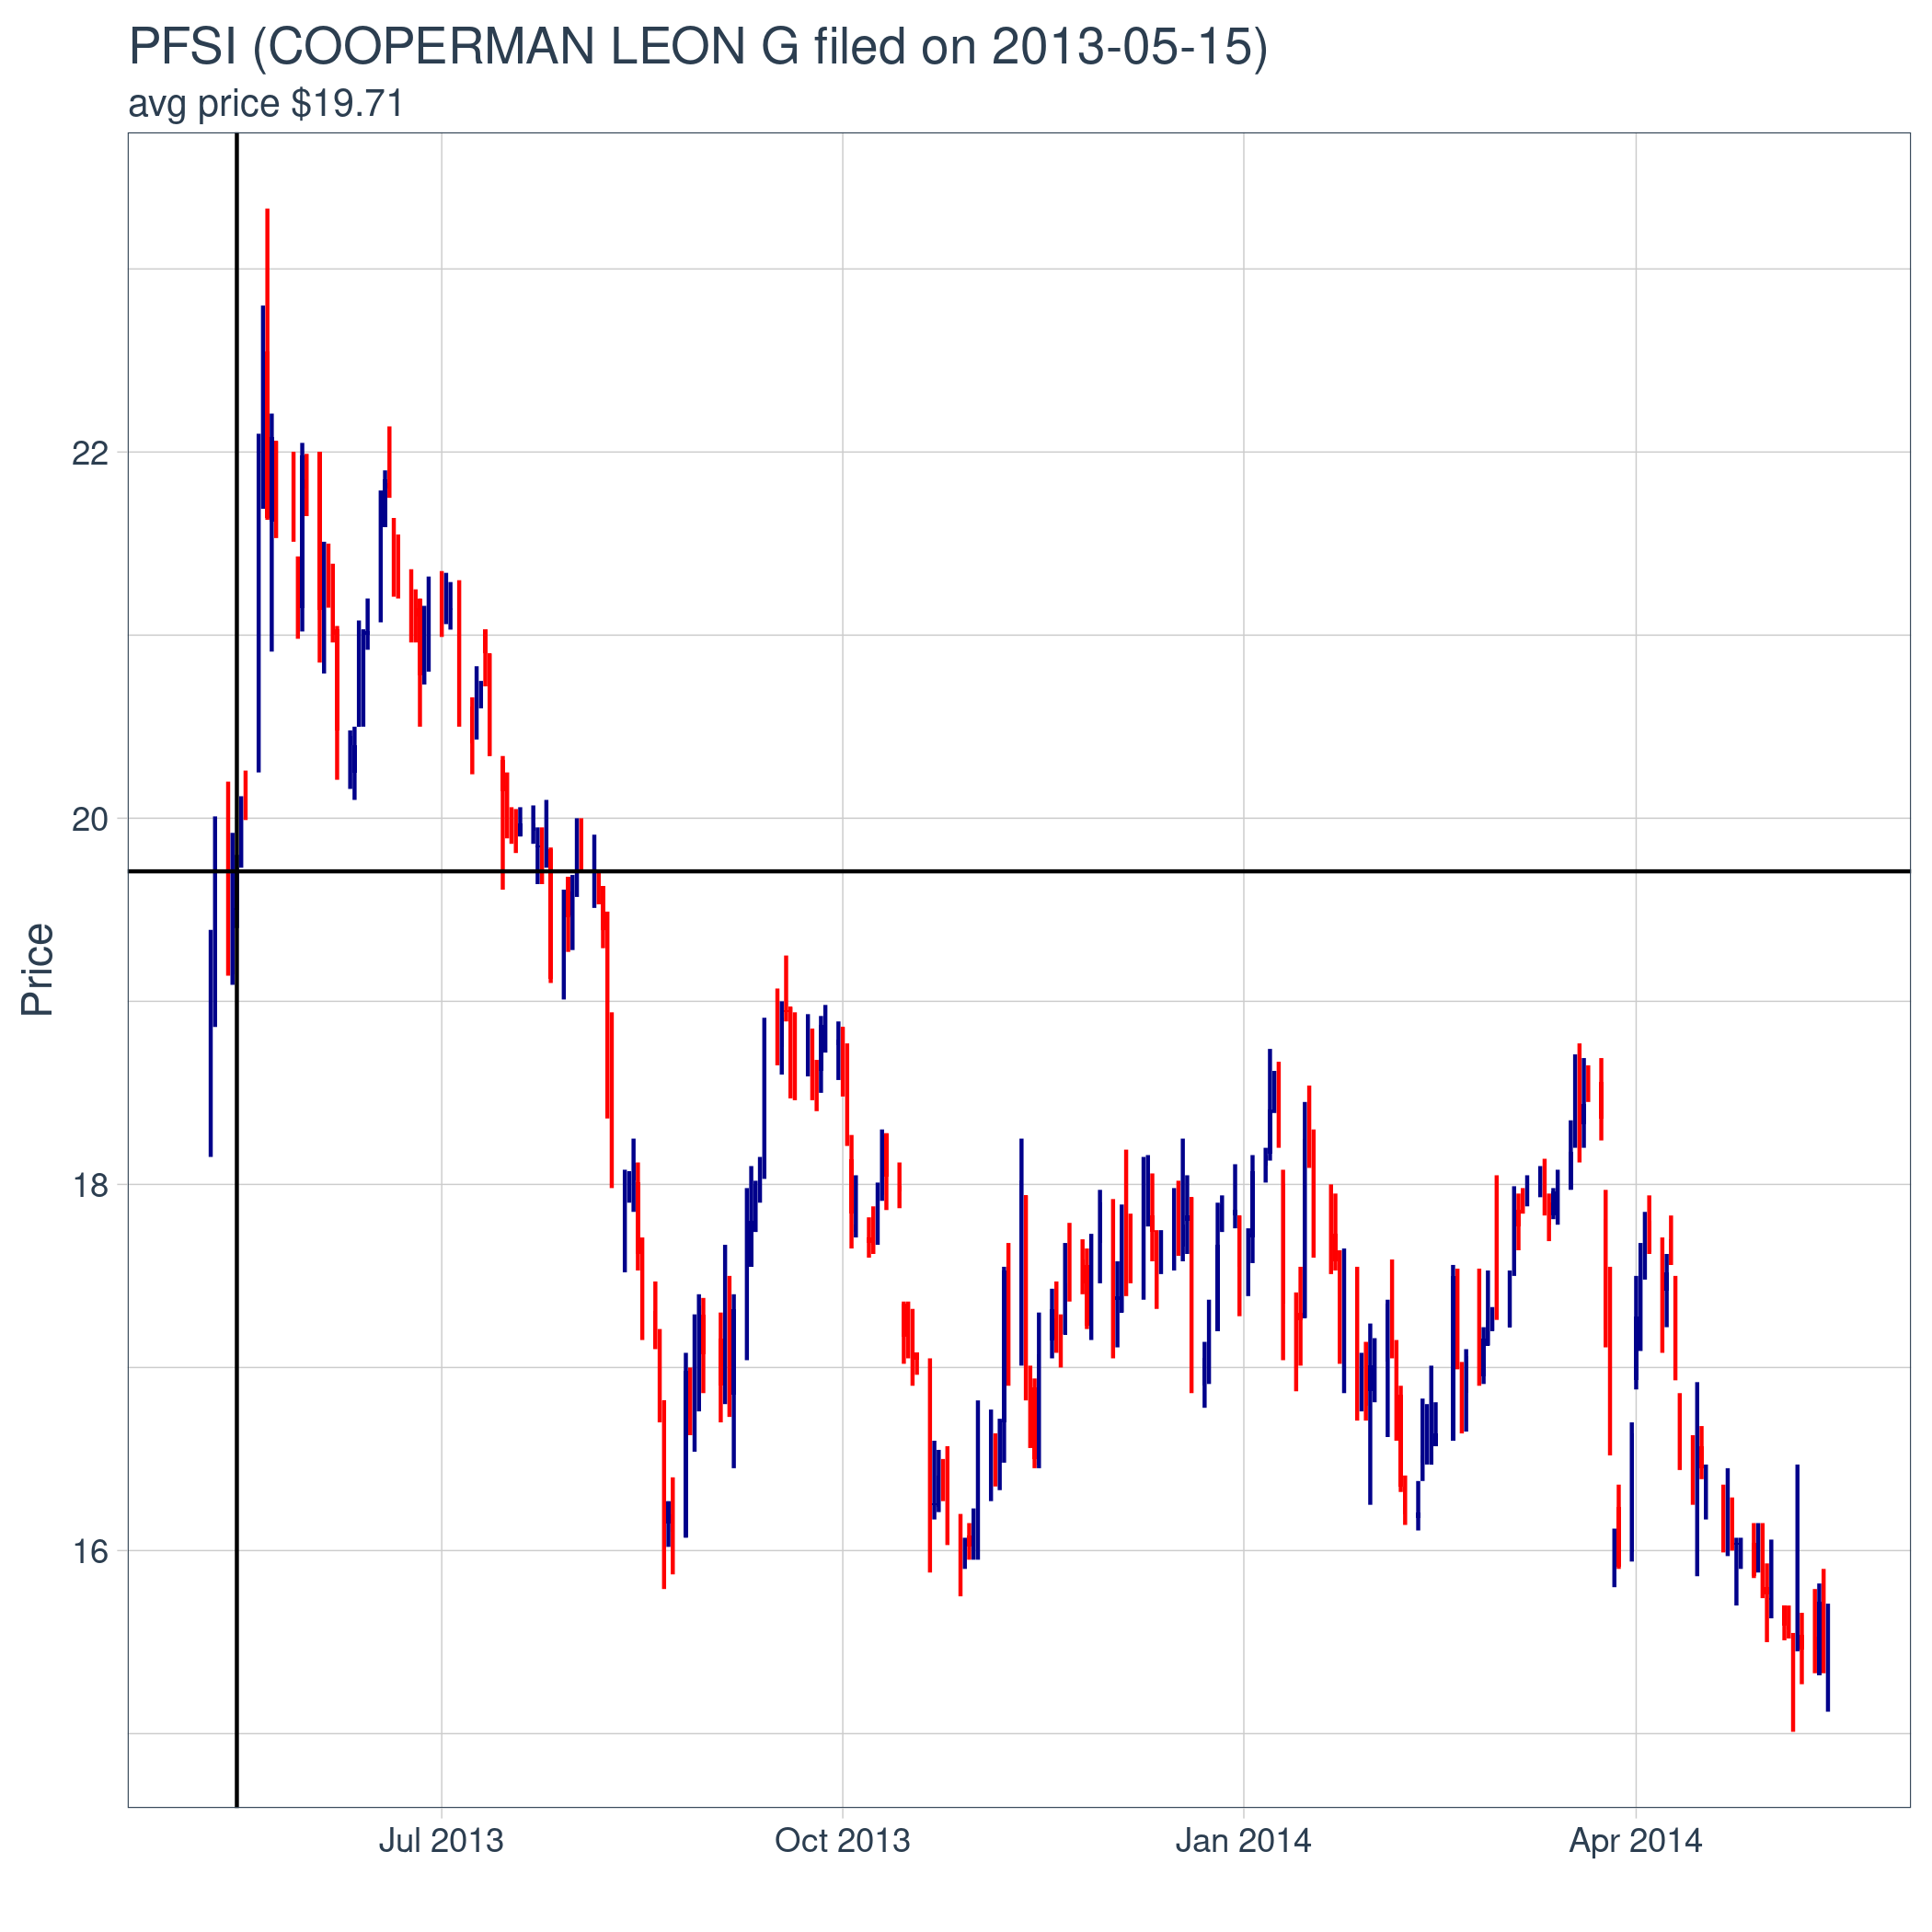 PFSI (COOPERMAN LEON G filed on 2013-05-15)
avg price $19.71
Price
22
20
18
16
Jul 2013
Oct 2013
Jan 2014
Apr 2014